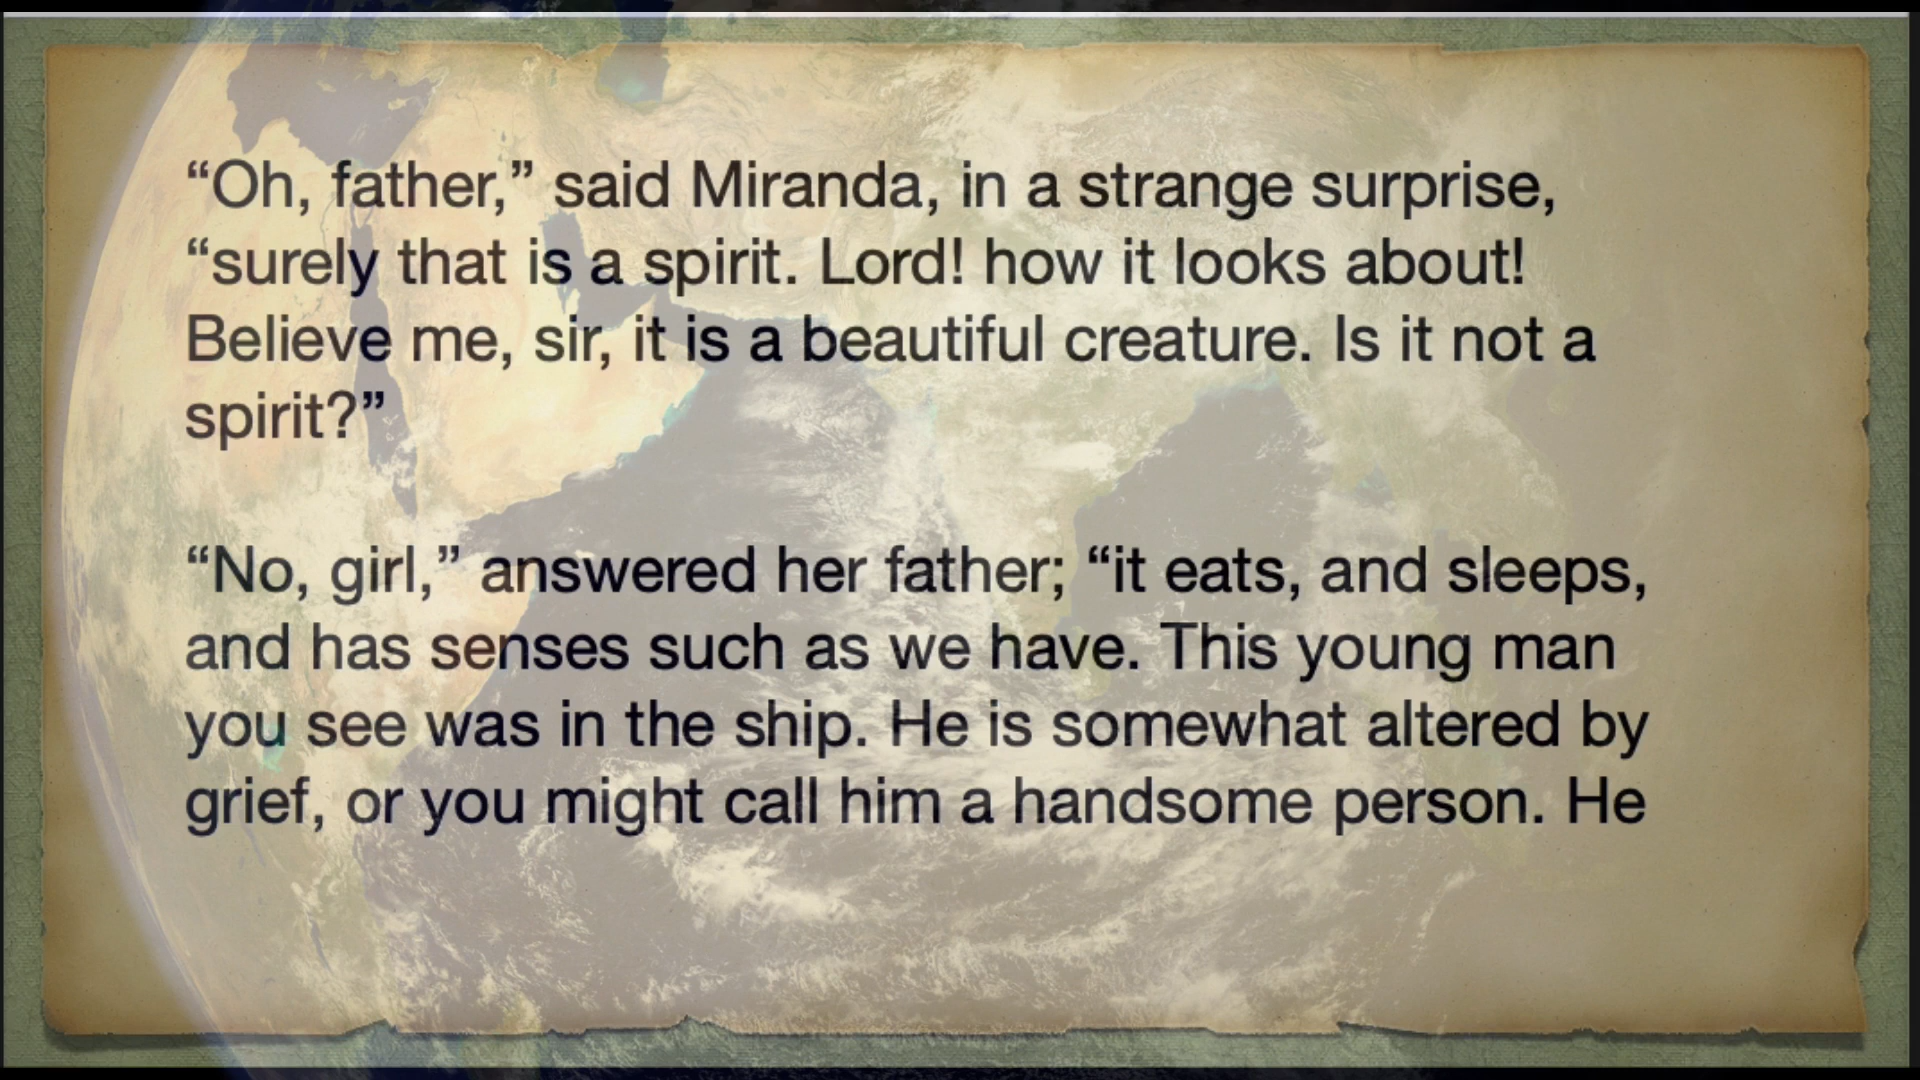 “Oh, father,” said Miranda, in a strange surprise,
“surely that is a spirit. Lord! how it looks about!
Believe me, sir, it is a beautiful creature. Is it not a
spirit?”
“No, girl,” answered her father; “it eats, and sleeps,
and has senses such as we have. This young man
you see was in the ship. He is somewhat altered by
grief, or you might call him a handsome person. He